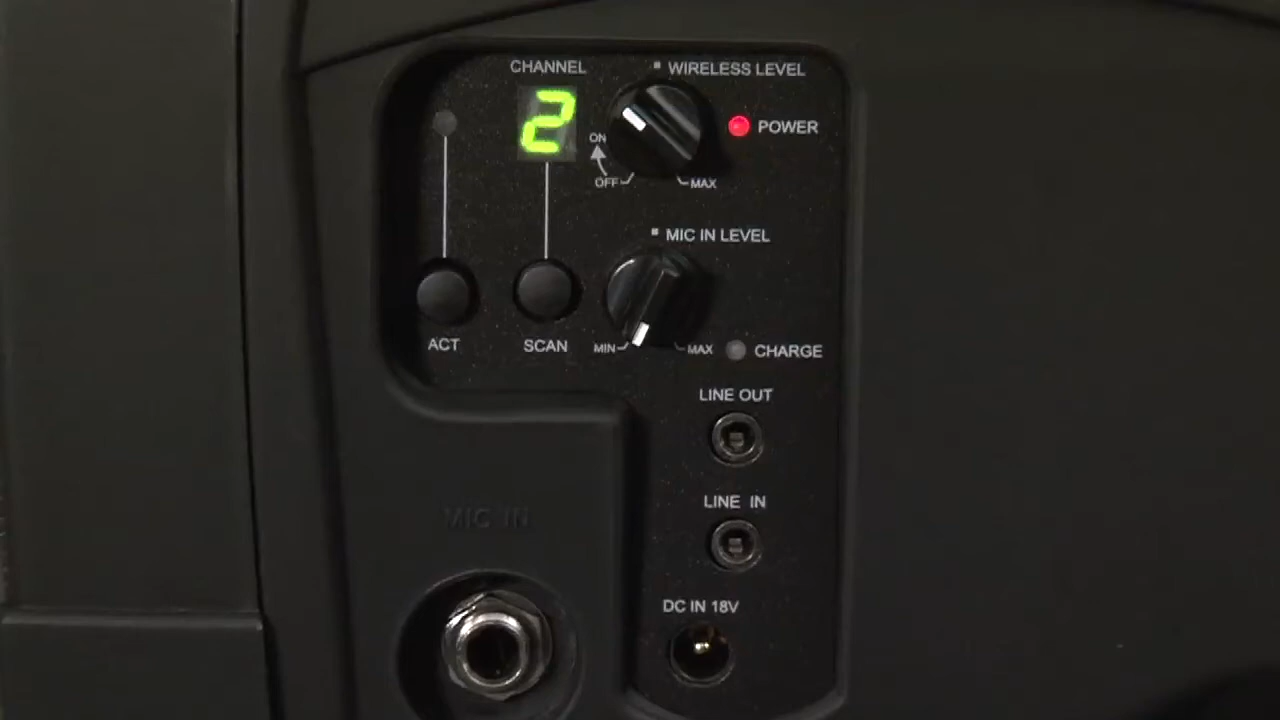 CHANNEL
WIRELESS LEVEL
2
POWER
ON
OFF
MAX
MIC IN LEVEL
ACT
SCAN
MIN
MAX
CHARGE
LINE OUT
LINE IN
MIC IN
DC IN 18V